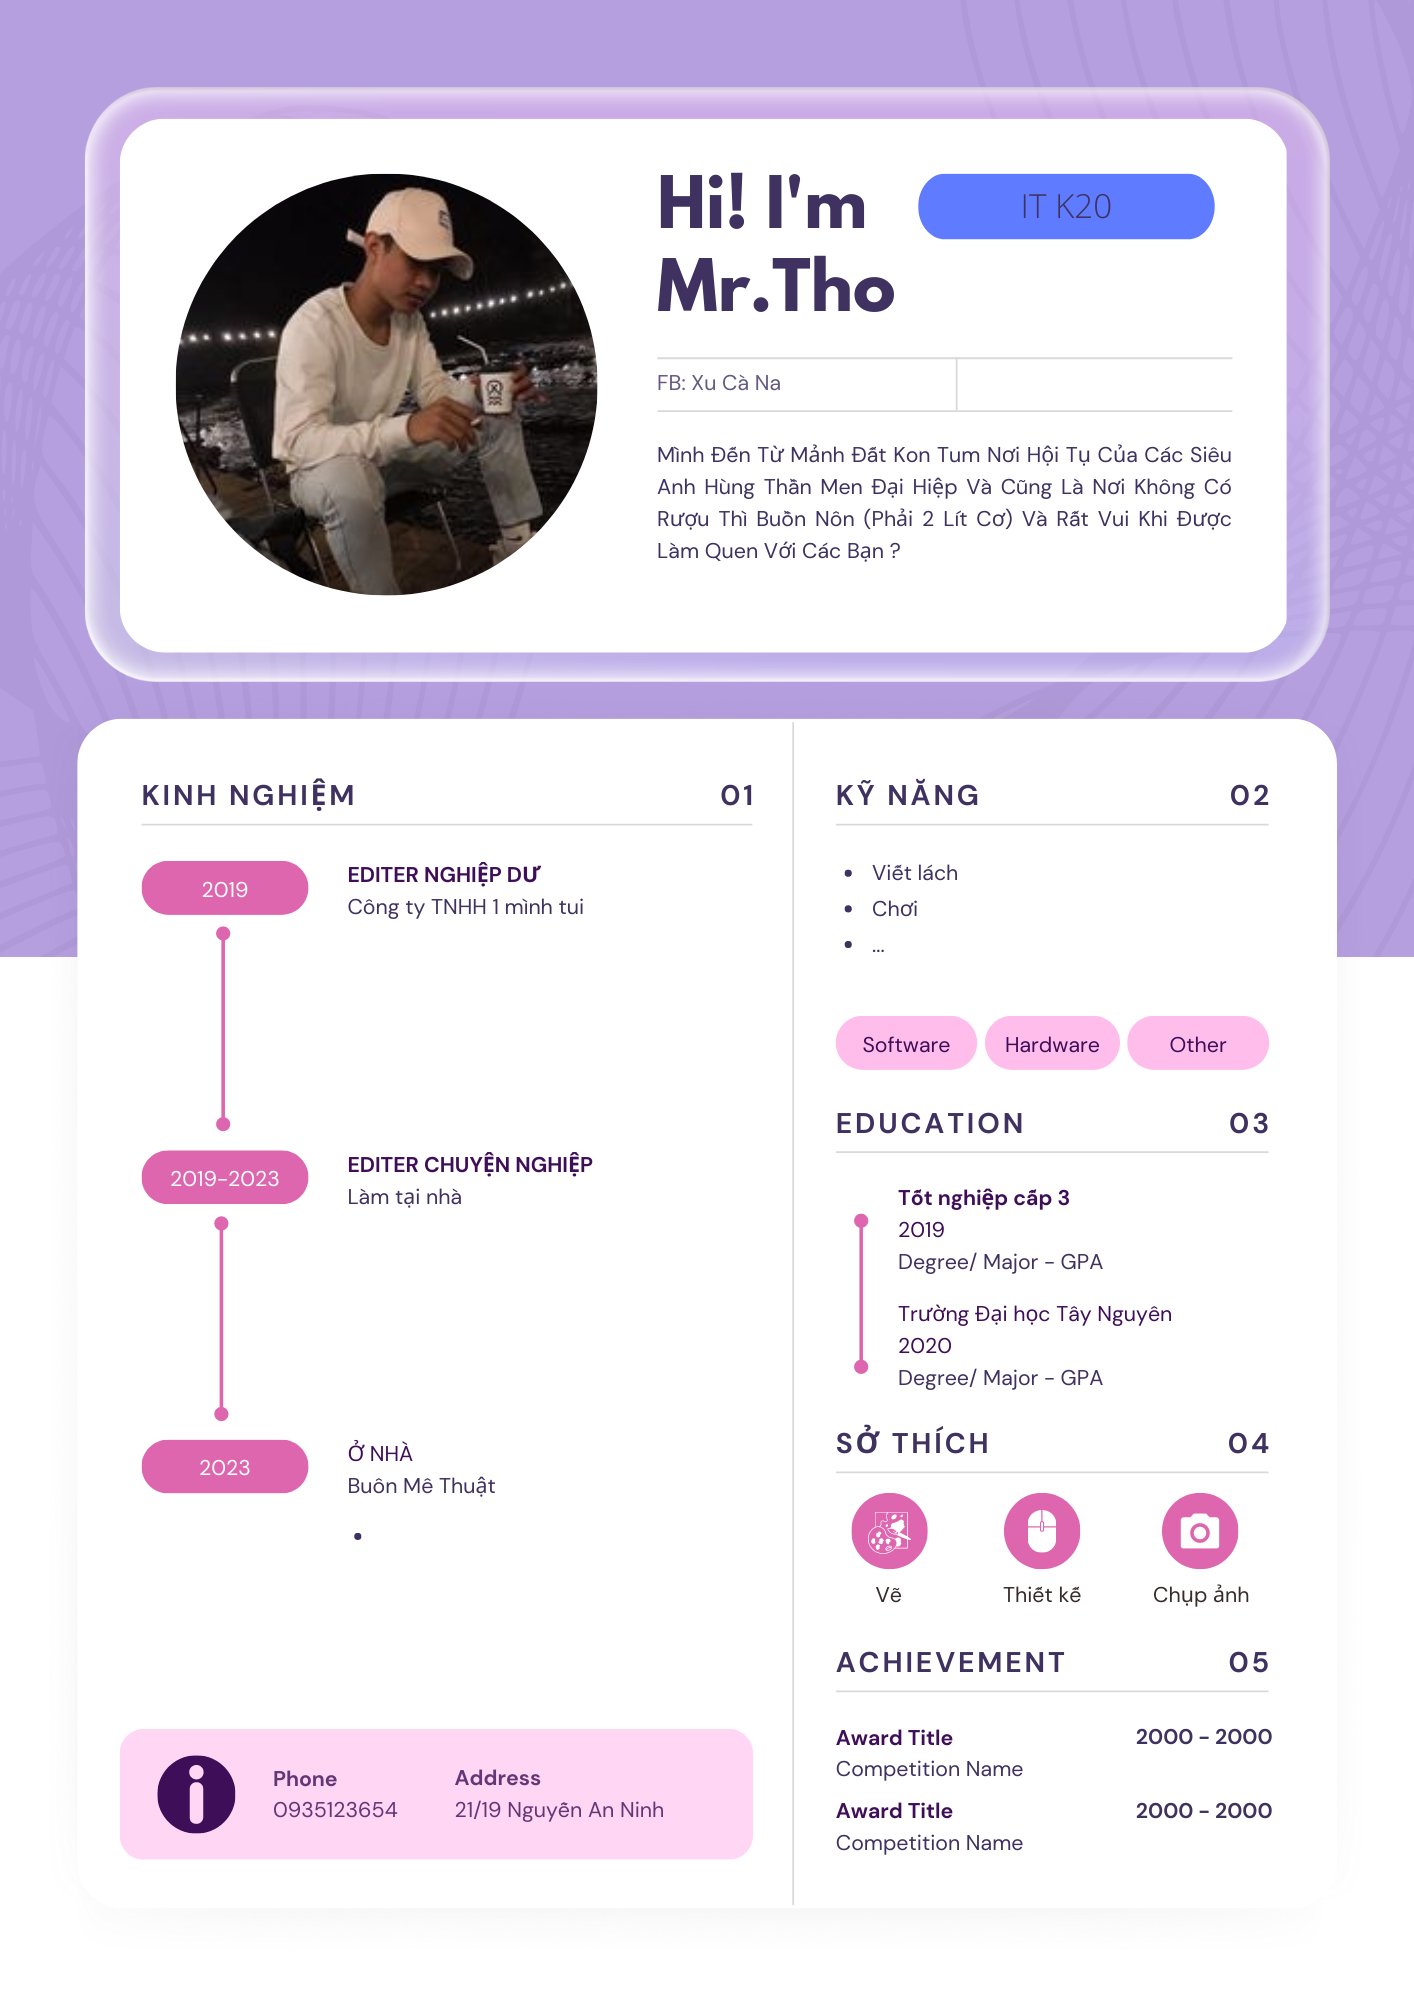 Hi! I'm
IT K20
Mr.Tho
FB: Xu Cà Na
Mình Đến Từ Mảnh Đất Kon Tum Nơi Hội Tụ Của Các Siêu
Anh Hùng Thần Men Đại Hiệp Và Cũng Là Nơi Không Có
Rượu Thì Buồn Nôn (Phải 2 Lít Cơ) Và Rất Vui Khi Được
Làm Quen Với Các Bạn ?
KINH NGHIỆM 01
2019
EDITER NGHIỆP DƯ
Công ty TNHH 1 mình tui
2019-2023
EDITER CHUYỆN NGHIỆP
Làm tại nhà
2023
Ở NHÀ
Buôn Mê Thuật
•
Phone
0935123654
Address
21/19 Nguyễn An Ninh
KỸ NĂNG 02
• Viết lách
• Chơi
• ...
Software Hardware Other
EDUCATION 03
Tốt nghiệp cấp 3
2019
Degree/ Major - GPA
Trường Đại học Tây Nguyên
2020
Degree/ Major - GPA
SỞ THÍCH 04
Vẽ Thiết kế Chụp ảnh
ACHIEVEMENT 05
Award Title 2000 - 2000
Competition Name
Award Title 2000 - 2000
Competition Name